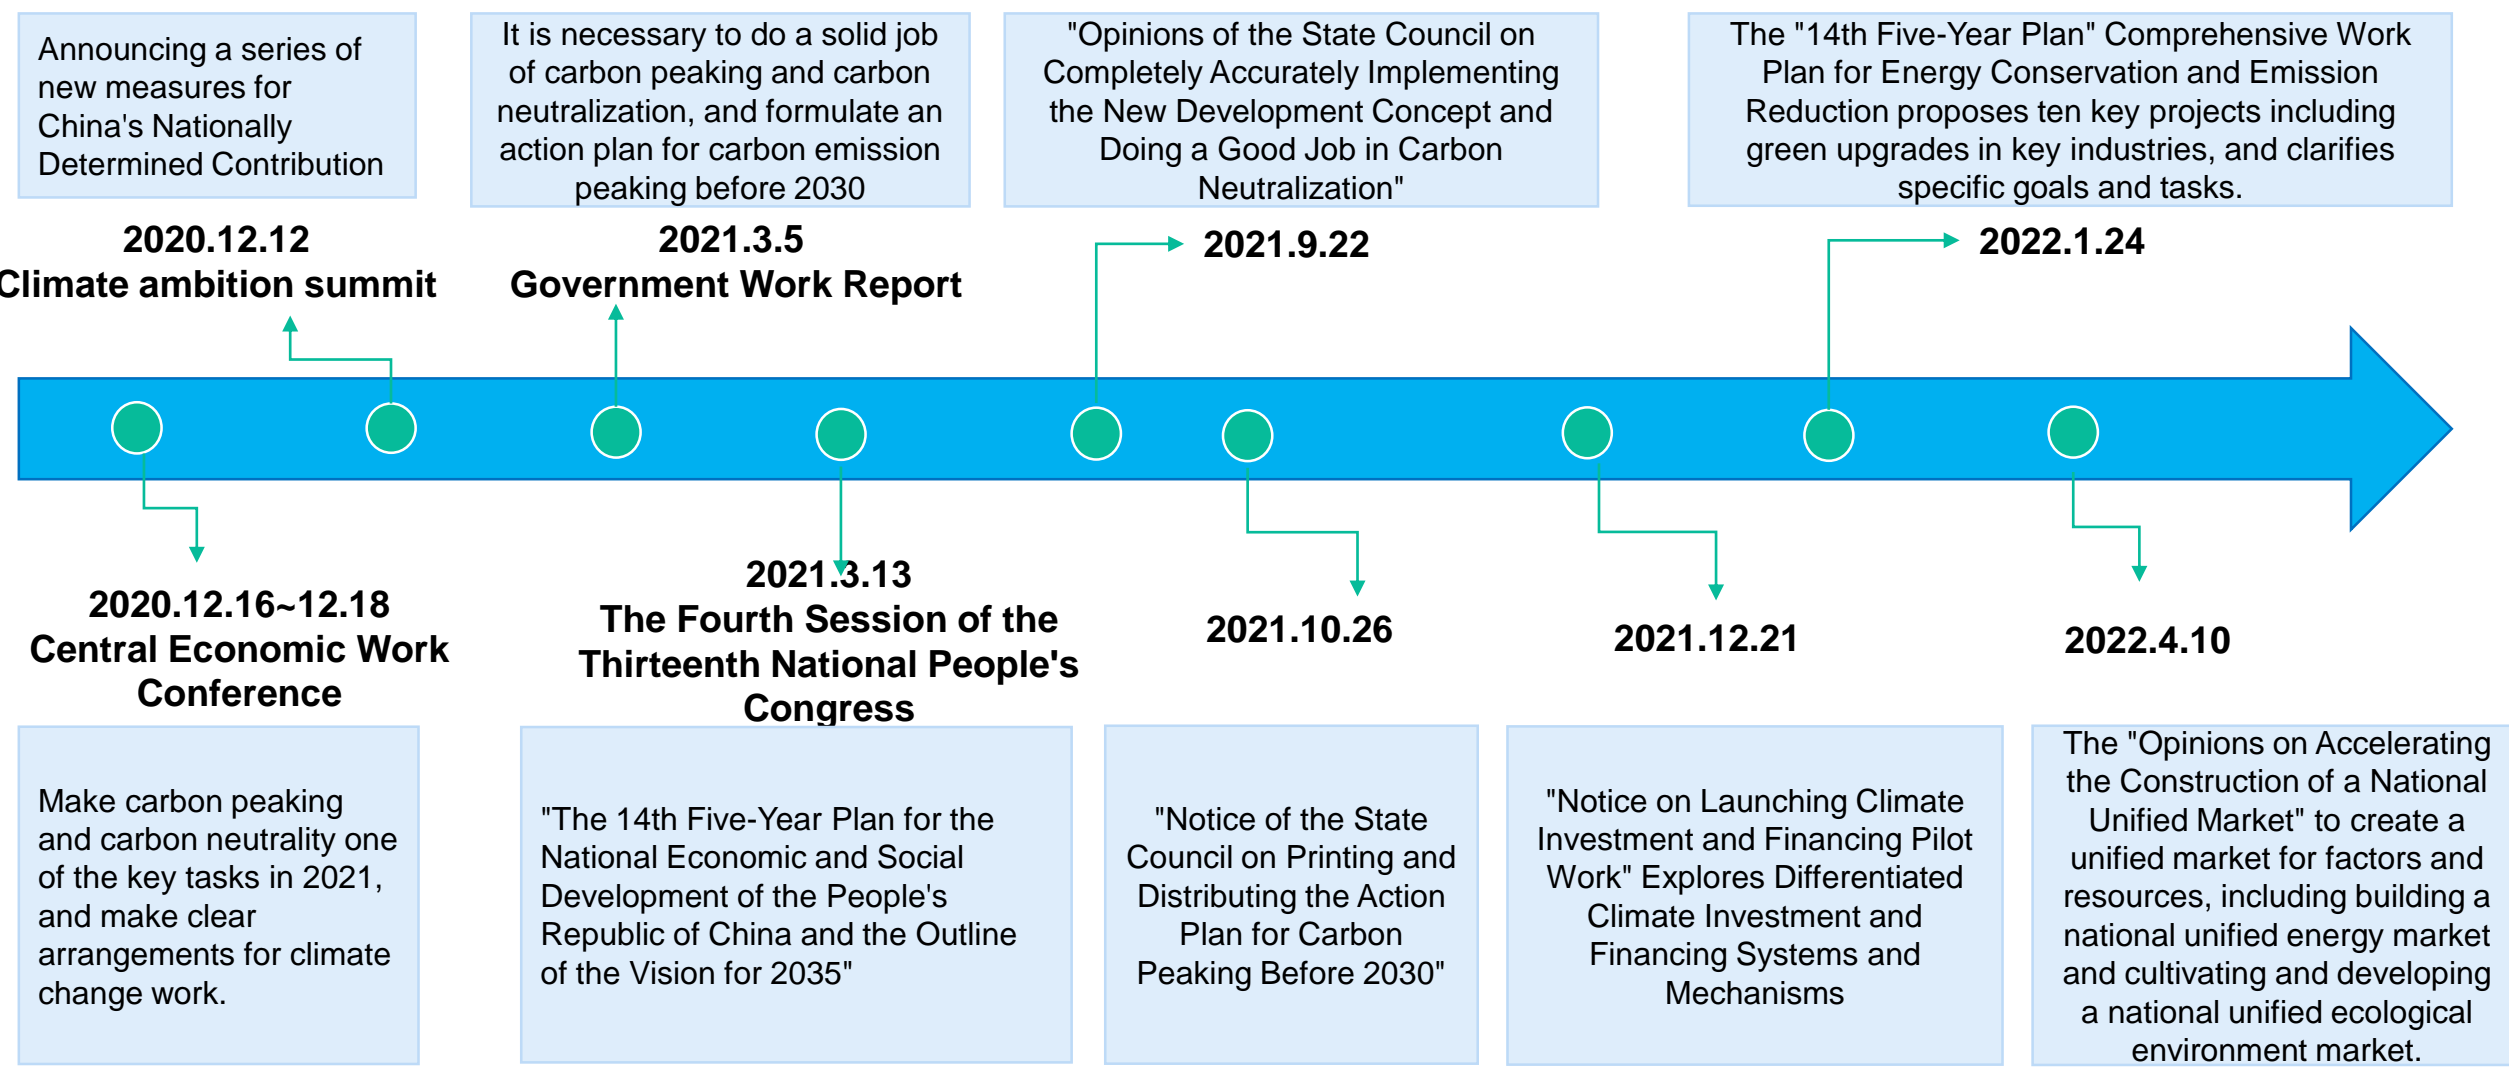 Announcing a series of
new measures for
China's Nationally
Determined Contribution
2020.12.12
Climate ambition summit
It is necessary to do a solid job
of carbon peaking and carbon
neutralization, and formulate an
action plan for carbon emission
peaking before 2030
2021.3.5
Government Work Report
"Opinions of the State Council on
Completely Accurately Implementing
the New Development Concept and
Doing a Good Job in Carbon
Neutralization"
2021.9.22
The "14th Five-Year Plan" Comprehensive Work
Plan for Energy Conservation and Emission
Reduction proposes ten key projects including
green upgrades in key industries, and clarifies
specific goals and tasks.
2022.1.24
2020.12.16~12.18
Central Economic Work
Conference
Make carbon peaking
and carbon neutrality one
of the key tasks in 2021,
and make clear
arrangements for climate
change work.
2021.3.13
The Fourth Session of the
Thirteenth National People's
Congress
"The 14th Five-Year Plan for the
National Economic and Social
Development of the People's
Republic of China and the Outline
of the Vision for 2035"
2021.10.26
"Notice of the State
Council on Printing and
Distributing the Action
Plan for Carbon
Peaking Before 2030"
2021.12.21
"Notice on Launching Climate
Investment and Financing Pilot
Work" Explores Differentiated
Climate Investment and
Financing Systems and
Mechanisms
2022.4.10
The "Opinions on Accelerating
the Construction of a National
Unified Market" to create a
unified market for factors and
resources, including building a
national unified energy market
and cultivating and developing
a national unified ecological
environment market.